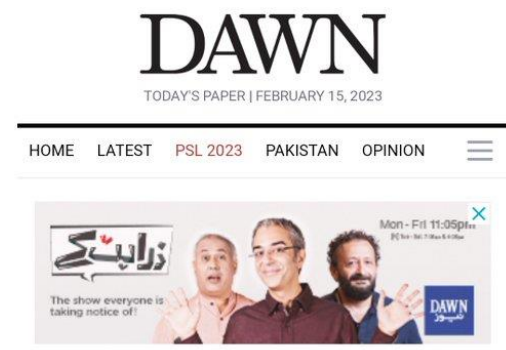 DAWN
TODAY'S PAPER | FEBRUARY 15, 2023
HOME LATEST PSL 2023 PAKISTAN OPINION
ذرا ہٹ کے
Mon - Fri 11:05pm
The show everyone is
taking notice of!
DAWN
نیوز